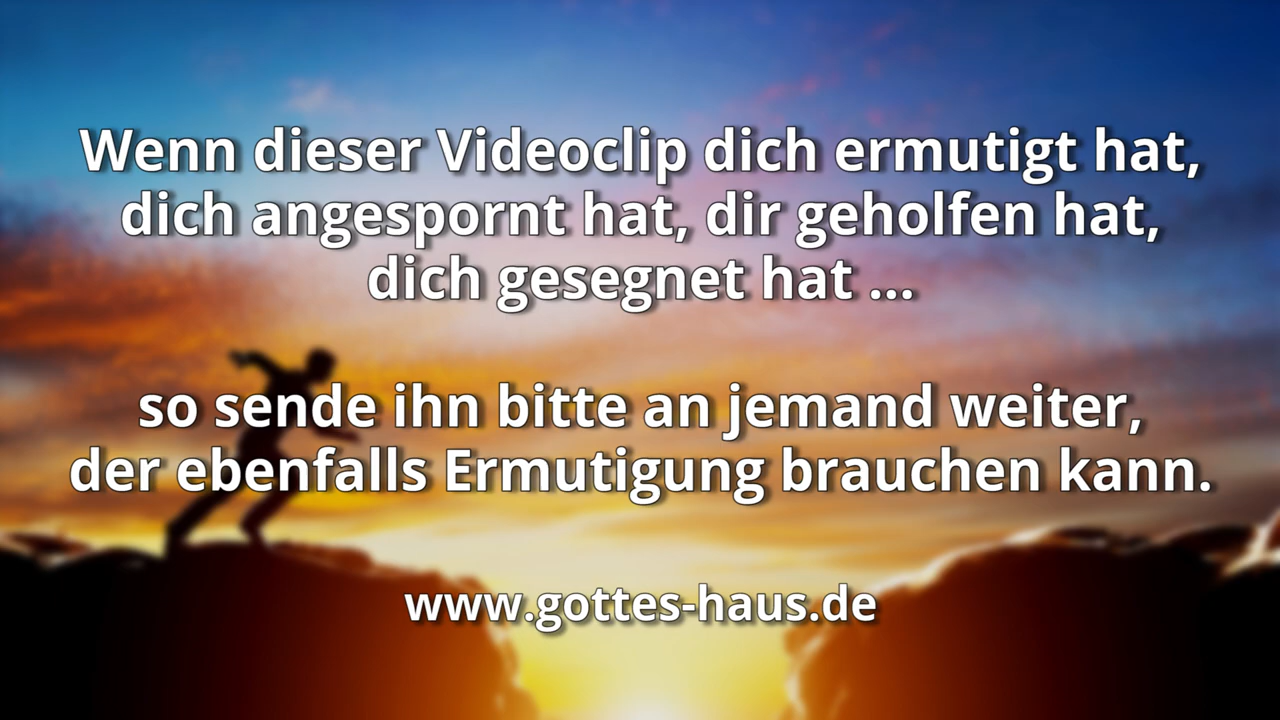 Wenn dieser Videoclip dich ermutigt hat,
dich angespornt hat, dir geholfen hat,
dich gesegnet hat ...
so sende ihn bitte an jemand weiter,
der ebenfalls Ermutigung brauchen kann.
www.gottes-haus.de